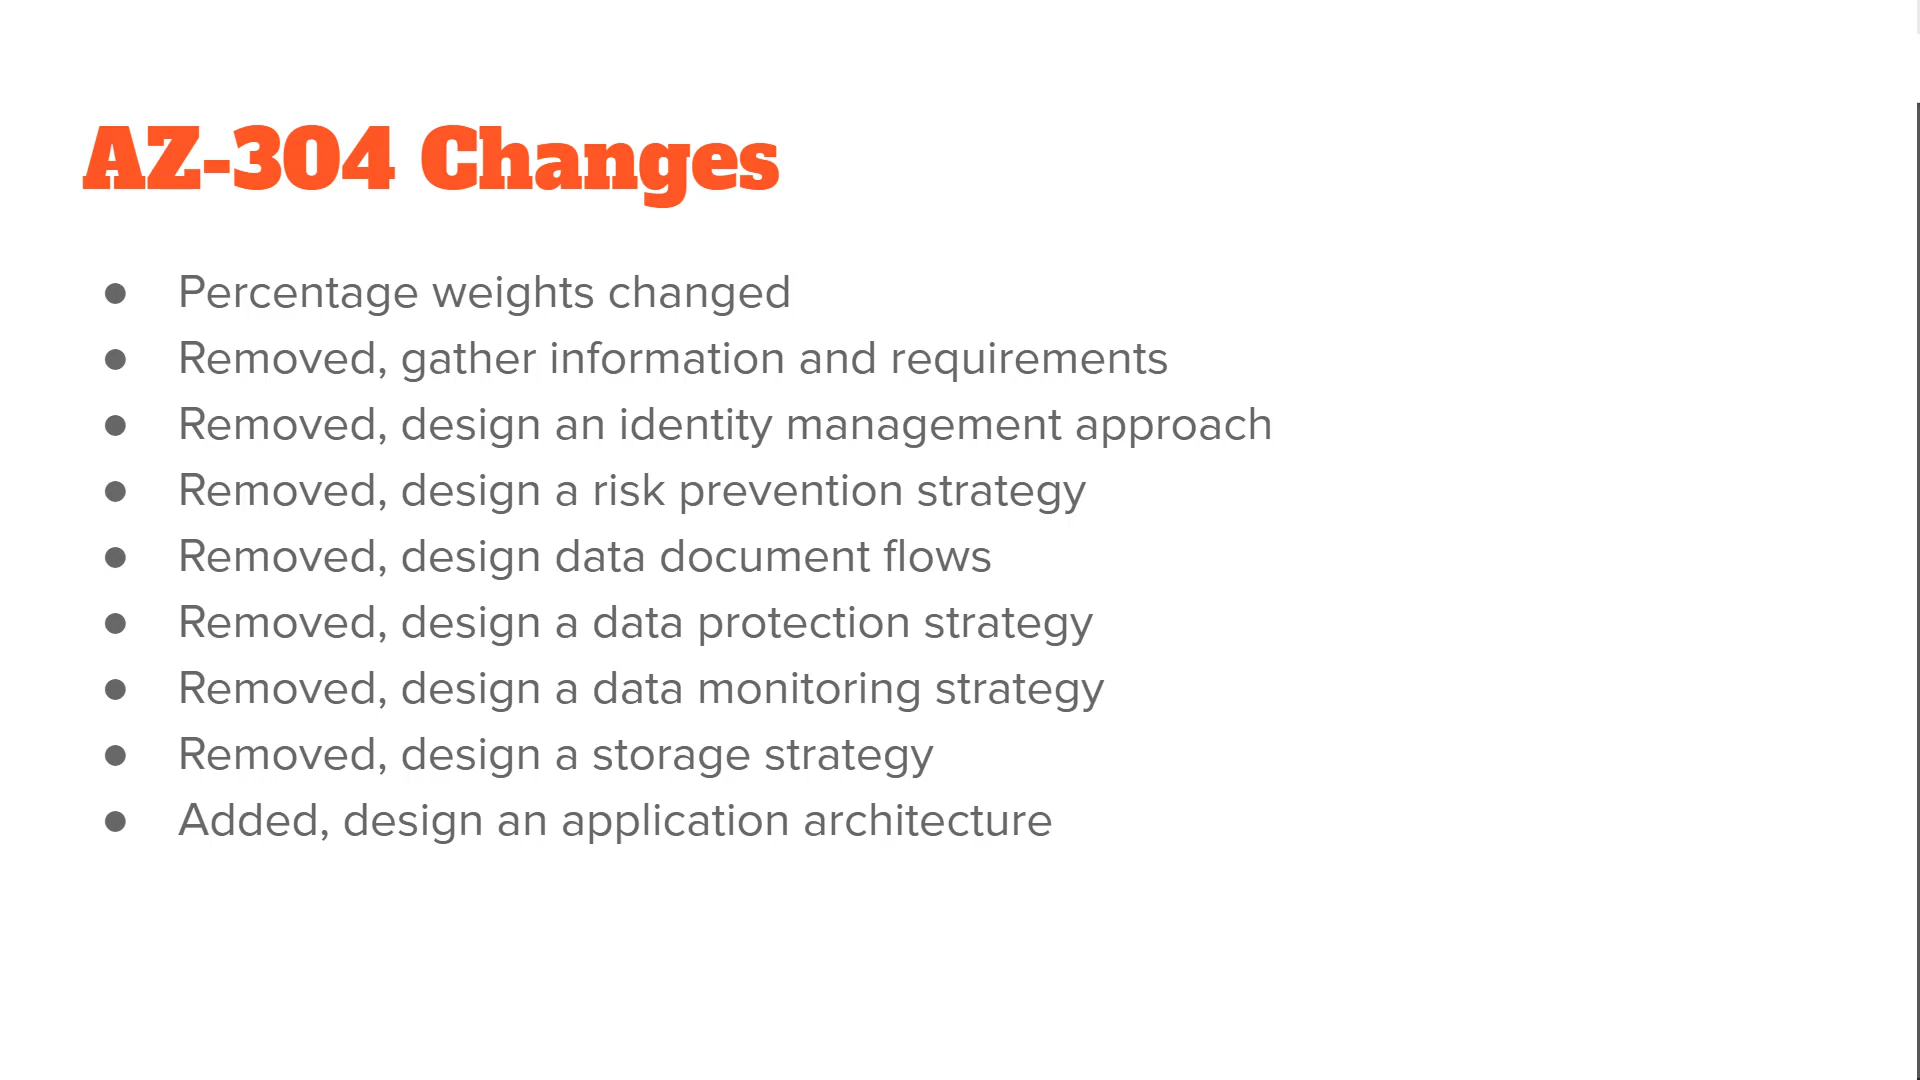 AZ-304 Changes
● Percentage weights changed
● Removed, gather information and requirements
● Removed, design an identity management approach
● Removed, design a risk prevention strategy
● Removed, design data document flows
● Removed, design a data protection strategy
● Removed, design a data monitoring strategy
● Removed, design a storage strategy
● Added, design an application architecture